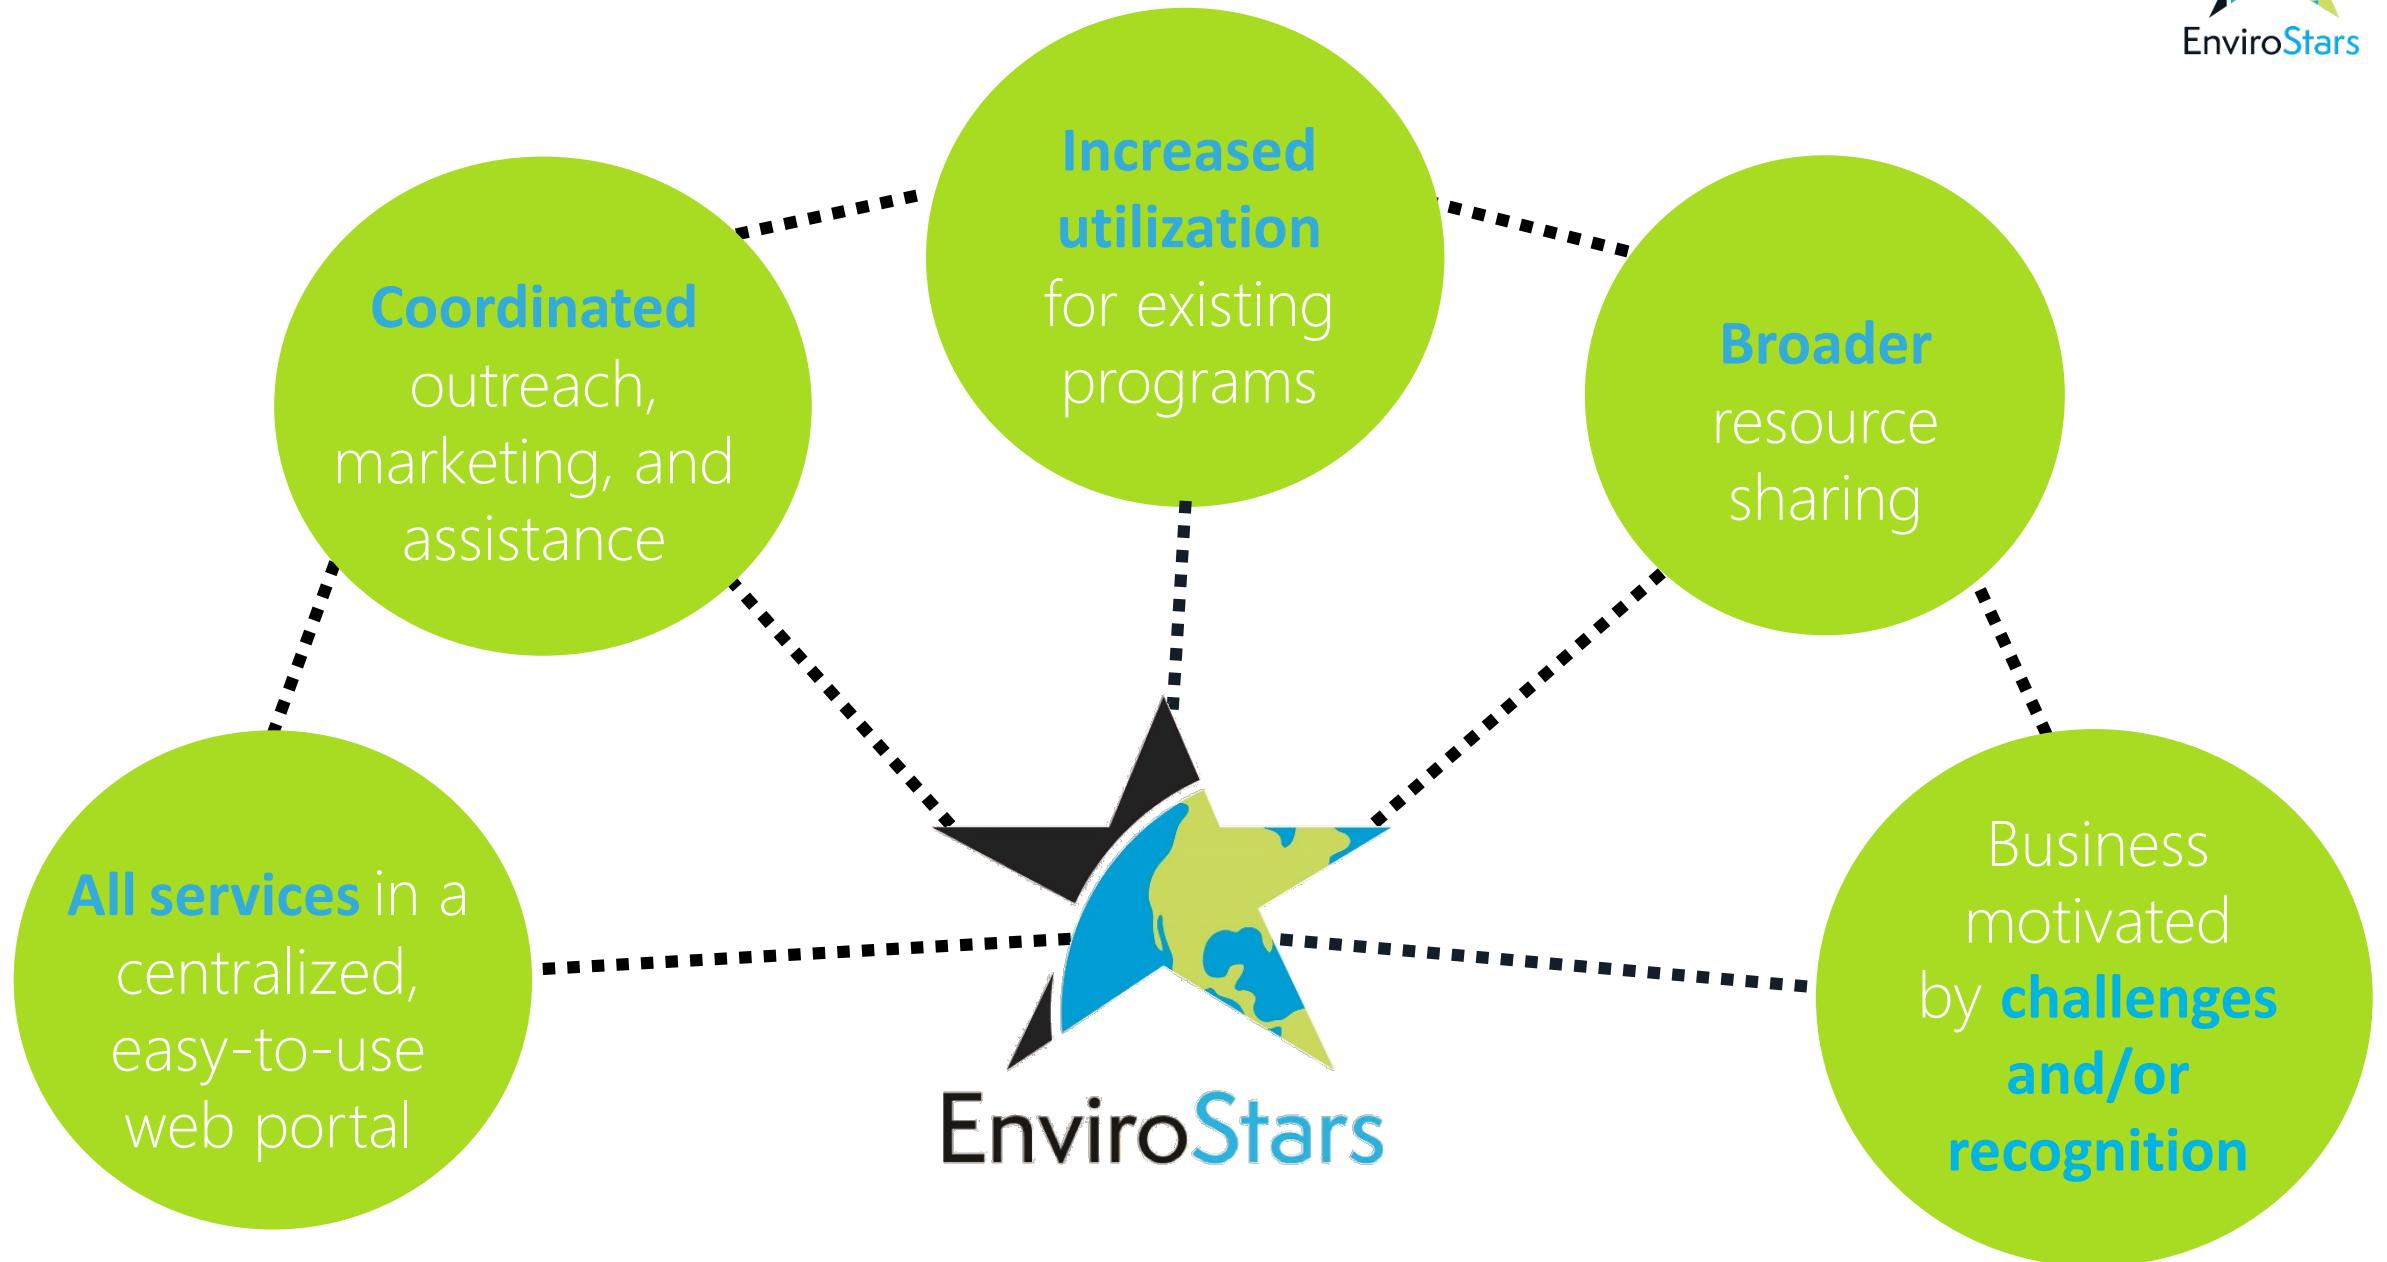 EnviroStars
Increased
utilization
for existing
programs
Coordinated
outreach,
marketing, and
assistance
Broader
resource
sharing
All services in a
centralized,
easy-to-use
web portal
Business
motivated
by challenges
and/or
recognition
EnviroStars